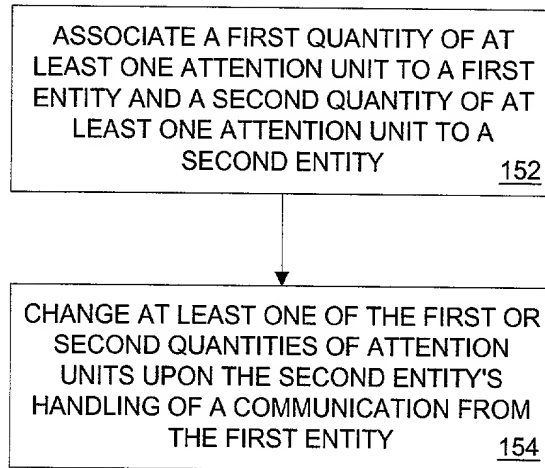 ASSOCIATE A FIRST QUANTITY OF AT
LEAST ONE ATTENTION UNIT TO A FIRST
ENTITY AND A SECOND QUANTITY OF AT
LEAST ONE ATTENTION UNIT TO A
SECOND ENTITY
152
CHANGE AT LEAST ONE OF THE FIRST OR
SECOND QUANTITIES OF ATTENTION
UNITS UPON THE SECOND ENTITY'S
HANDLING OF A COMMUNICATION FROM
THE FIRST ENTITY
154